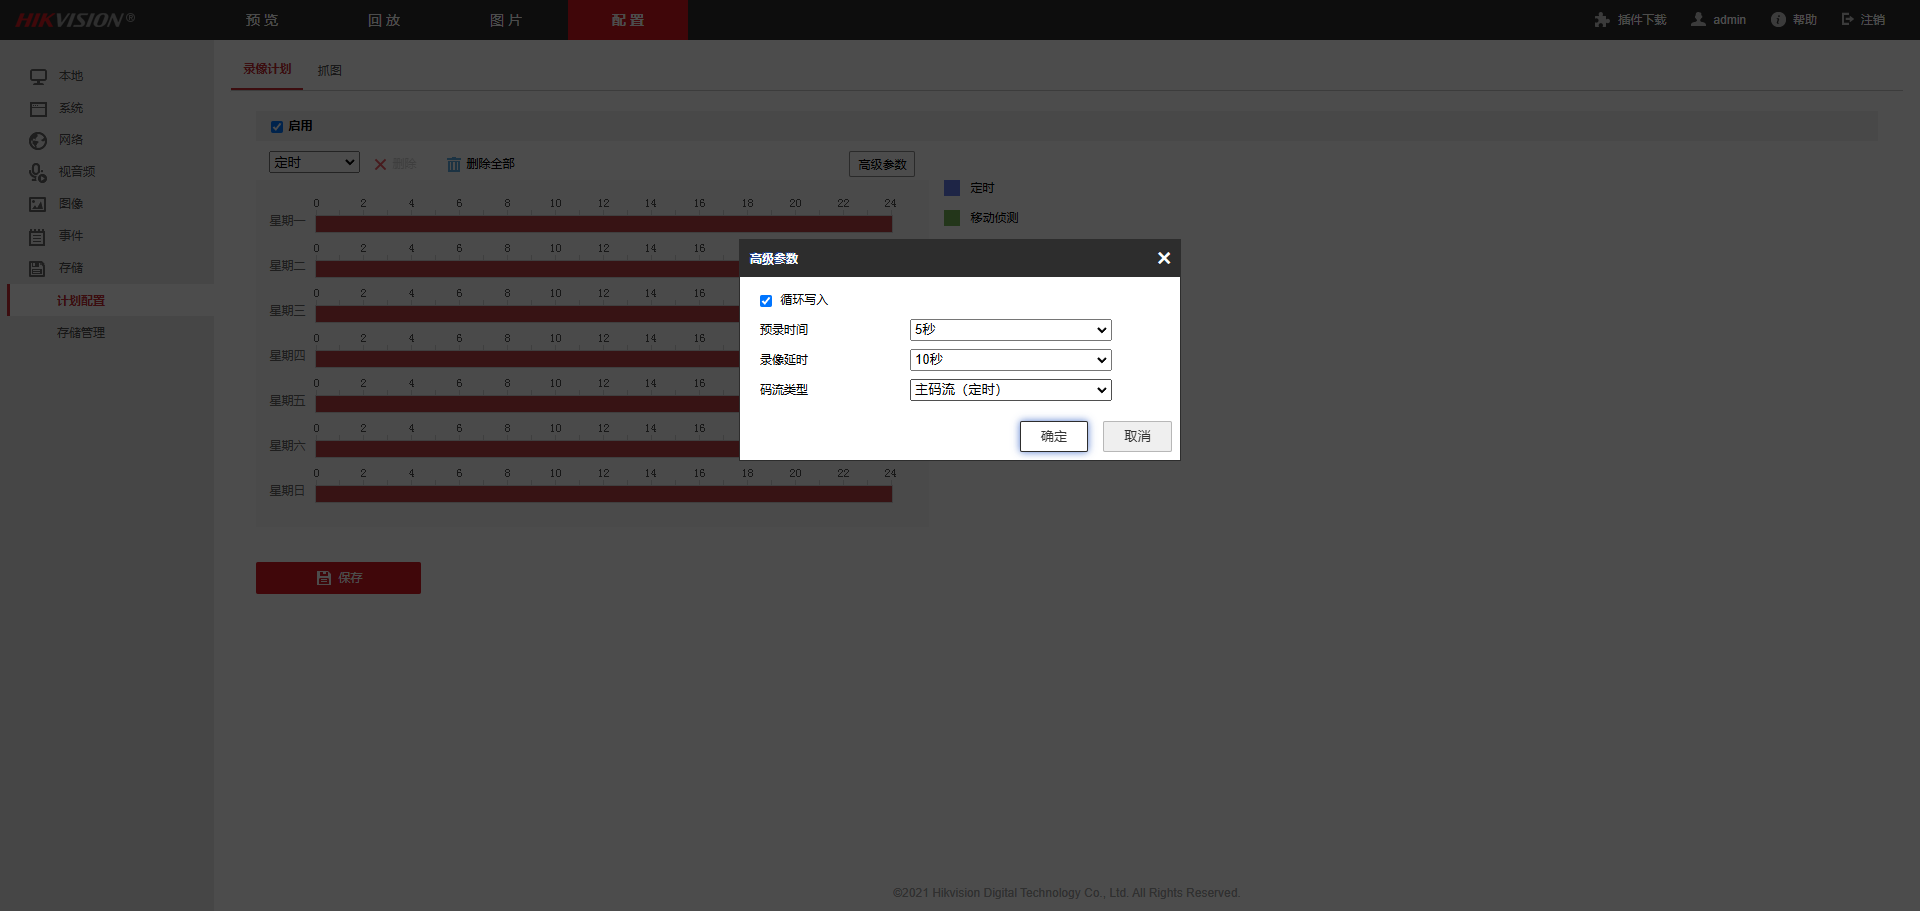 HIKVISION®
预览 回放 图片 配置
插件下载 admin 帮助 注销
本地
系统
网络
视音频
图像
事件
存储
计划配置
存储管理
录像计划 抓图
启用
定时 删除 删除全部 高级参数
定时
移动侦测
0 2 4 6 8 10 12 14 16 18 20 22 24
星期一
0 2 4 6 8 10 12 14 16
星期二
0 2 4 6 8 10 12 14 16
星期三
0 2 4 6 8 10 12 14 16
星期四
0 2 4 6 8 10 12 14 16
星期五
0 2 4 6 8 10 12 14 16
星期六
0 2 4 6 8 10 12 14 16 18 20 22 24
星期日
保存
高级参数
循环写入
预录时间 5秒
录像延时 10秒
码流类型 主码流（定时）
确定 取消
©2021 Hikvision Digital Technology Co., Ltd. All Rights Reserved.